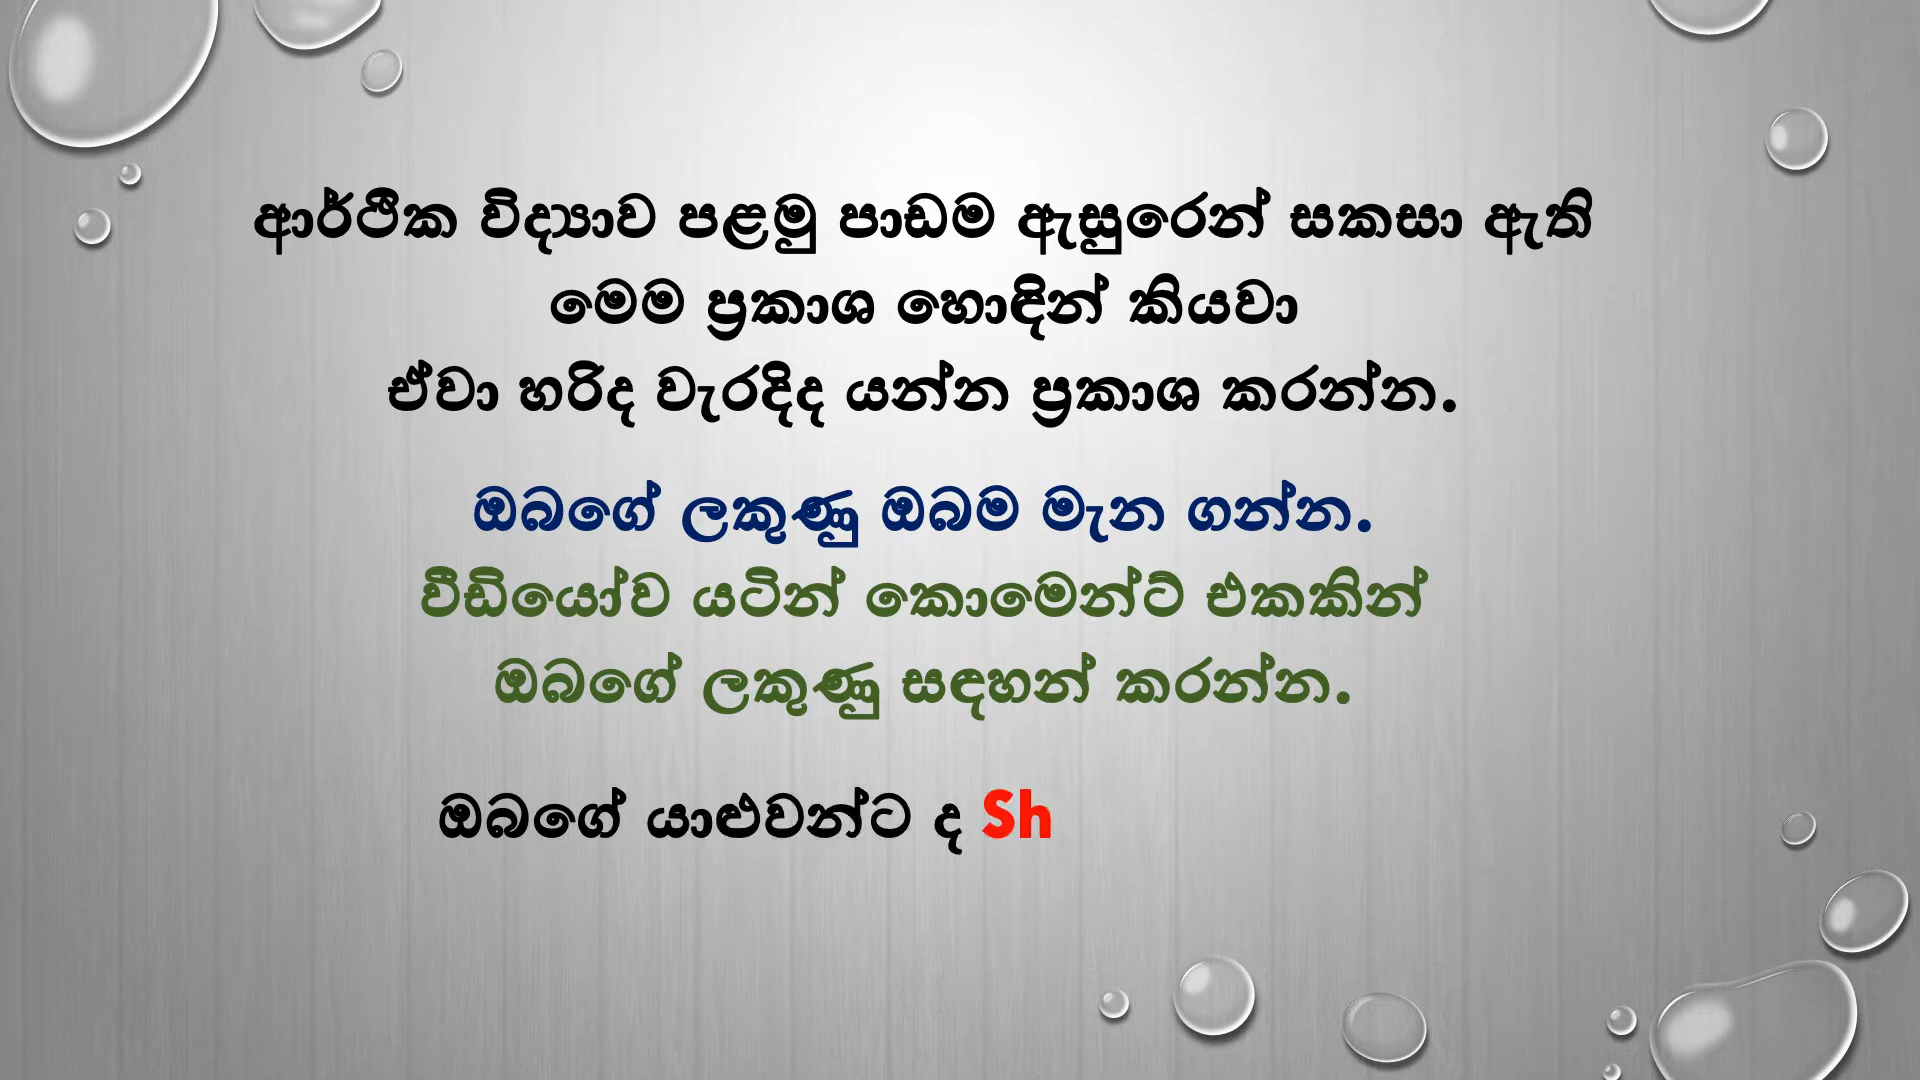 ආර්ථික විද්‍යාව පළමු පාඩම ඇසුරෙන් සකසා ඇති
මෙම ප්‍රකාශ හොඳින් කියවා
ඒවා හරිද වැරදිද යන්න ප්‍රකාශ කරන්න.
ඔබගේ ලකුණු ඔබම මැන ගන්න.
වීඩියෝව යටින් කොමෙන්ට් එකකින්
ඔබගේ ලකුණු සඳහන් කරන්න.
ඔබගේ යාළුවන්ට ද Sh